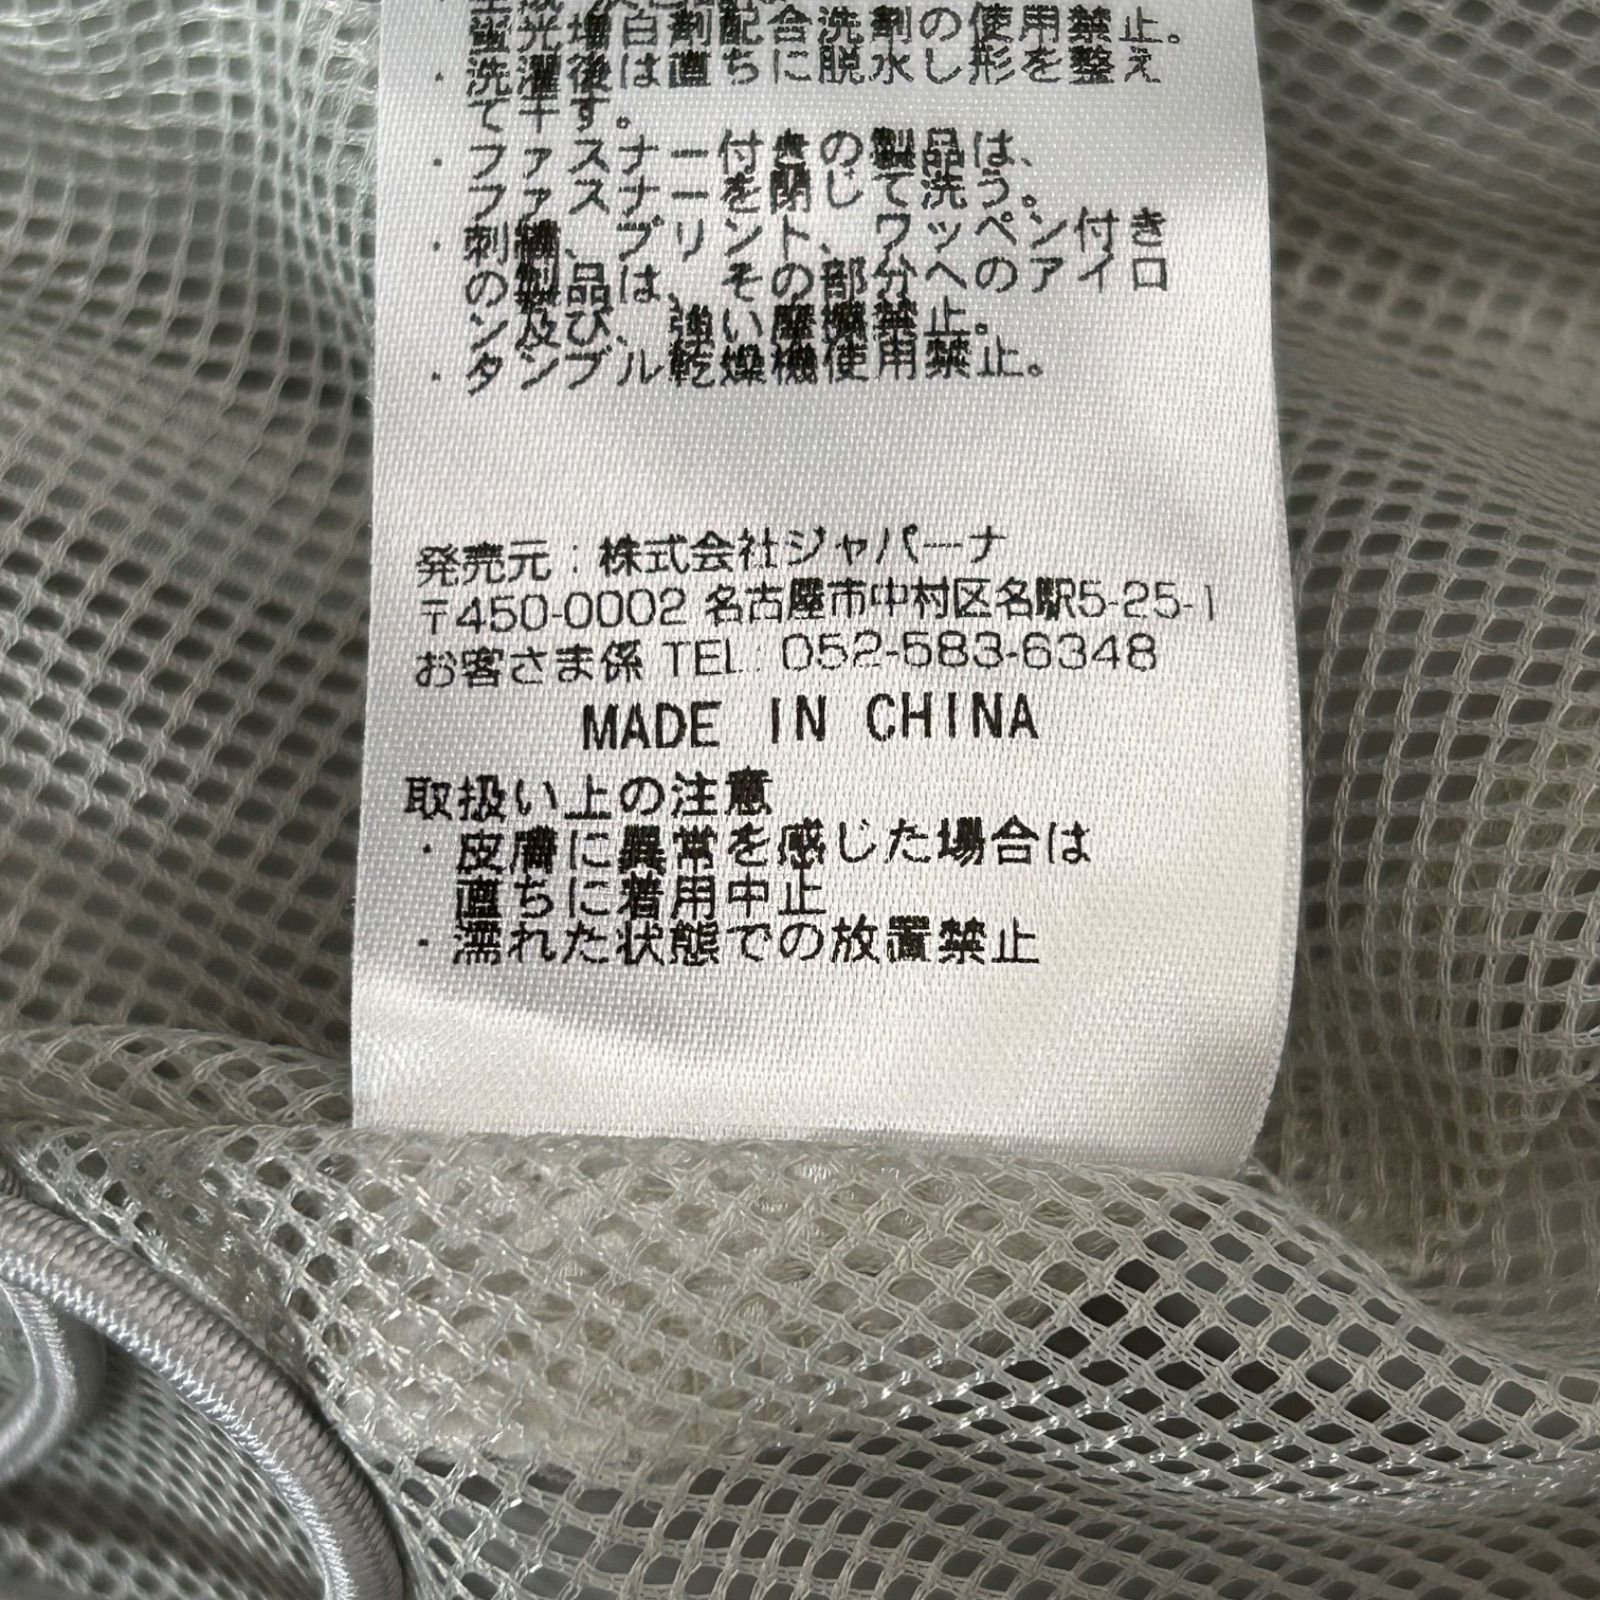 蛍光増白剤配合洗剤の使用禁止。
・洗濯後は直ちに脱水し形を整え
て干す。
・ファスナー付きの製品は、
ファスナーを閉じて洗う。
・刺繍、プリント、ワッペン付き
の製品は、その部分へのアイロ
ン及び、強い摩擦禁止。
・タンブル乾燥機使用禁止。
発売元：株式会社ジャパーナ
〒450-0002 名古屋市中村区名駅5-25-1
お客さま係 TEL：052-583-6348
MADE IN CHINA
取扱い上の注意
・皮膚に異常を感じた場合は
直ちに着用中止
・濡れた状態での放置禁止